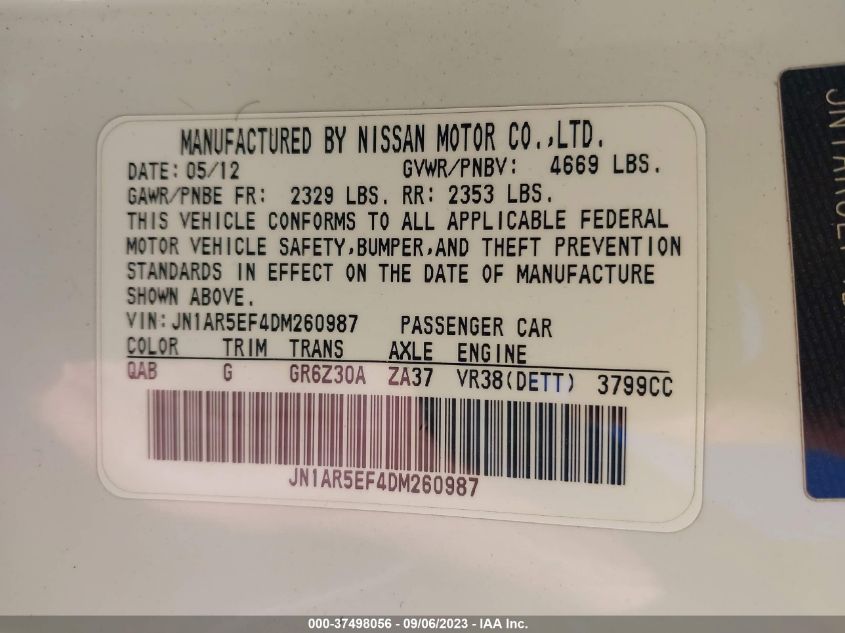 MANUFACTURED BY NISSAN MOTOR CO.,LTD.
DATE: 05/12 GVWR/PNBV: 4669 LBS.
GAWR/PNBE FR: 2329 LBS. RR: 2353 LBS.
THIS VEHICLE CONFORMS TO ALL APPLICABLE FEDERAL
MOTOR VEHICLE SAFETY,BUMPER,AND THEFT PREVENTION
STANDARDS IN EFFECT ON THE DATE OF MANUFACTURE
SHOWN ABOVE.
VIN: JN1AR5EF4DM260987 PASSENGER CAR
COLOR TRIM TRANS AXLE ENGINE
QAB G GR6Z30A ZA37 VR38(DETT) 3799CC
JN1AR5EF4DM260987
000-37498056 - 09/06/2023 - IAA Inc.